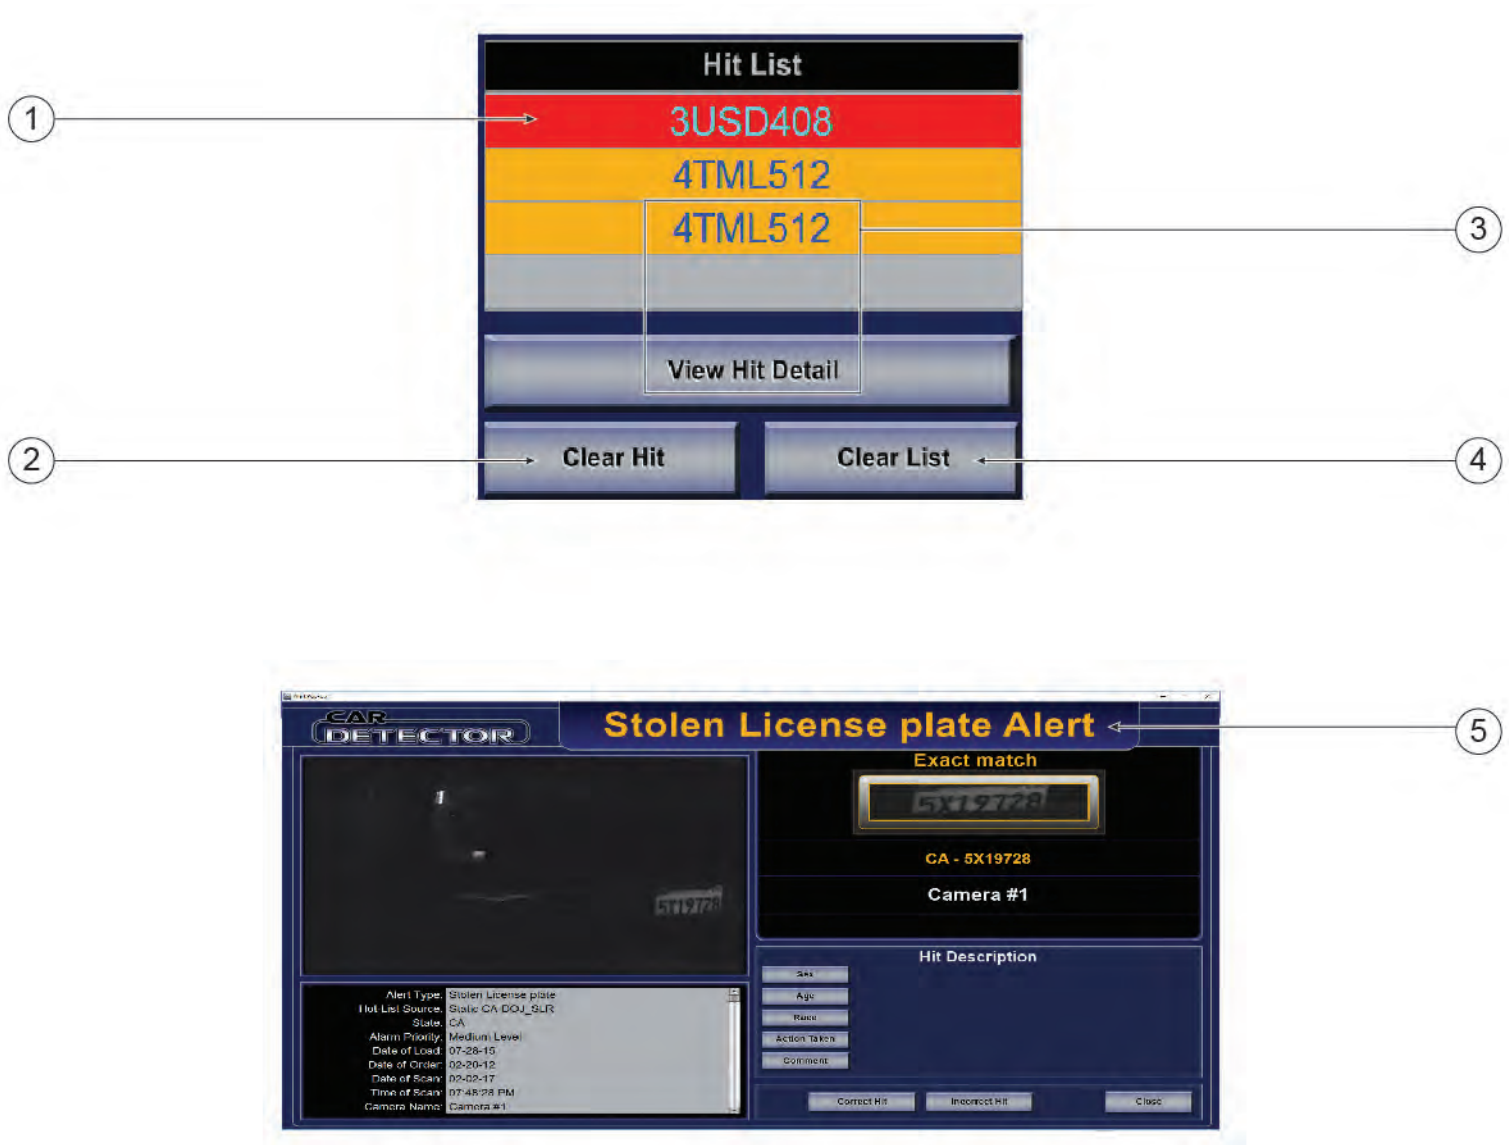 Hit List
1
3USD408
4TML512
4TML512
3
View Hit Detail
2
Clear Hit
Clear List
4
CAR
DETECTOR
Stolen License plate Alert
5
Exact match
5X19728
CA - 5X19728
5X19728
Camera #1
Hit Description
Sex
Age
Race
Action Taken
Comment
Alert Type: Stolen License plate
Hot List Source: Static CA DOJ_SLR
State: CA
Alarm Priority: Medium Level
Date of Load: 07-28-15
Date of Order: 02-20-12
Date of Scan: 02-02-17
Time of Scan: 07:48:28 PM
Camera Name: Camera #1
Correct Hit
Incorrect Hit
Close